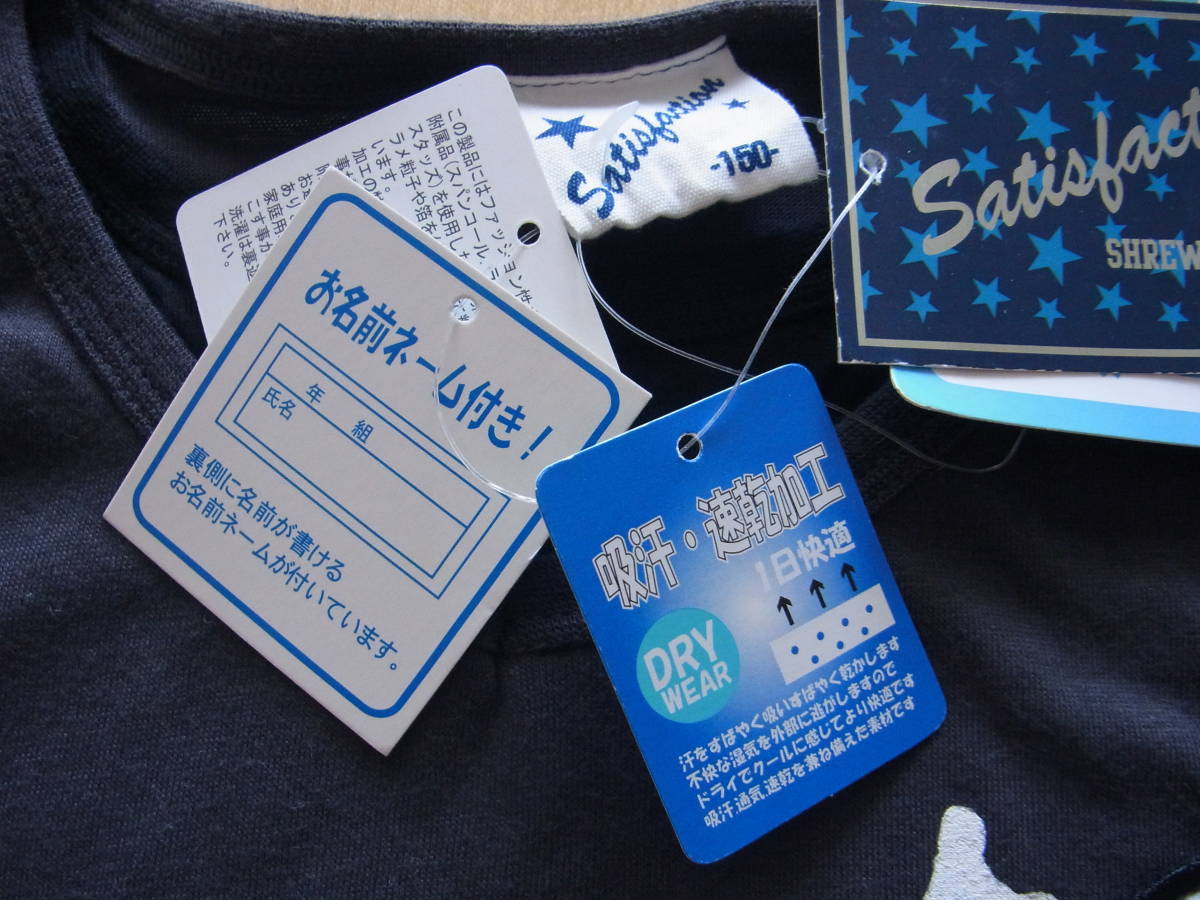 この製品にはファッション性
附属品(スパンコール、ラ
スタッズ)を使用した
います。
ラメ粒子や箔を
加工の
事
家庭用
こす事が
洗濯は裏返
下さい。
お名前ネーム付き!
年 組
氏名
裏側に名前が書ける
お名前ネームが付いています。
Satisfaction
-150-
吸汗・速乾加工
1日快適
DRY
WEAR
汗をすばやく吸いすばやく乾かします
不快な湿気を外部に逃がしますので
ドライでクールに感じてより快適です
吸汗、通気、速乾を兼ね備えた素材です
Satisfact
SHREW